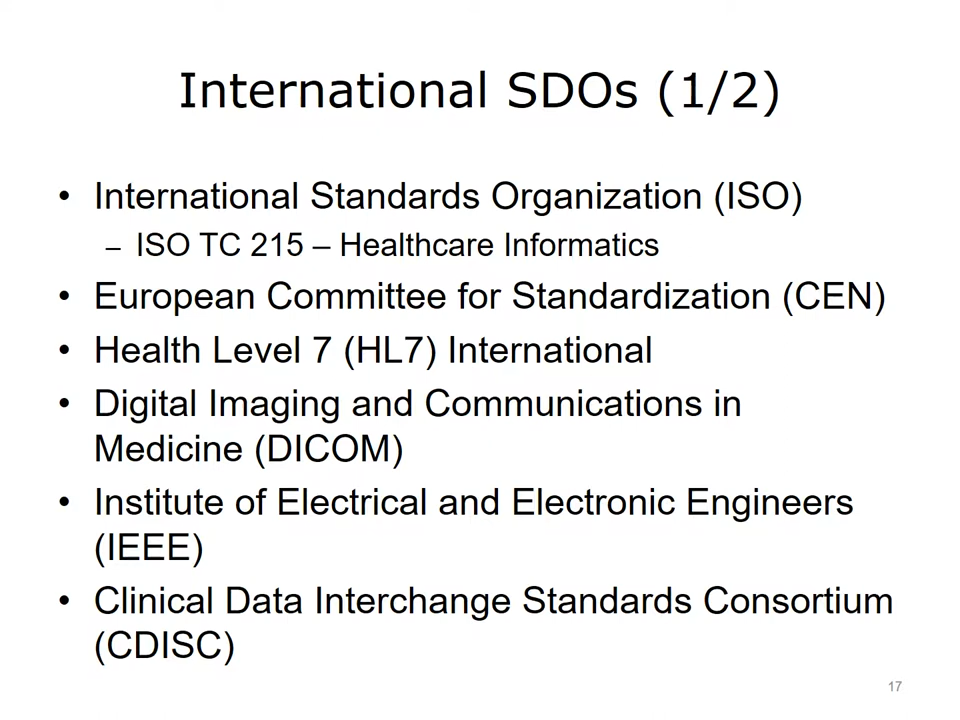 International SDOs (1/2)
• International Standards Organization (ISO)
– ISO TC 215 – Healthcare Informatics
• European Committee for Standardization (CEN)
• Health Level 7 (HL7) International
• Digital Imaging and Communications in
Medicine (DICOM)
• Institute of Electrical and Electronic Engineers
(IEEE)
• Clinical Data Interchange Standards Consortium
(CDISC)
17